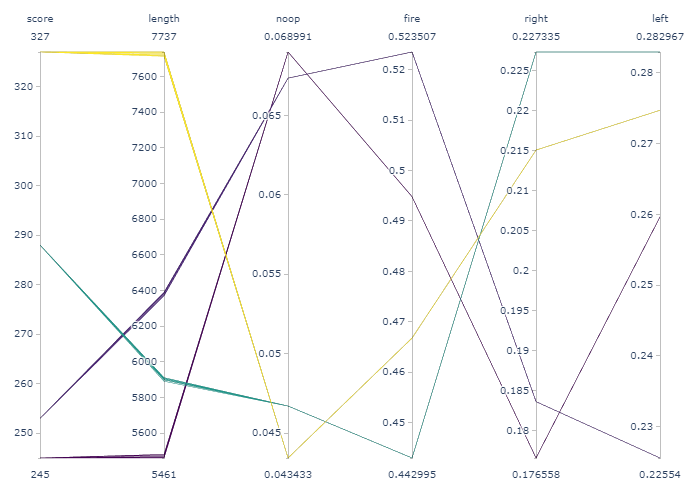 score length noop fire right left
327 7737 0.068991 0.523507 0.227335 0.282967
320 310 300 290 280 270 260 250
7600 7400 7200 7000 6800 6600 6400 6200 6000 5800 5600
0.065 0.06 0.055 0.05 0.045
0.52 0.51 0.5 0.49 0.48 0.47 0.46 0.45
0.225 0.22 0.215 0.21 0.205 0.2 0.195 0.19 0.185 0.18
0.28 0.27 0.26 0.25 0.24 0.23
245 5461 0.043433 0.442995 0.176558 0.22554